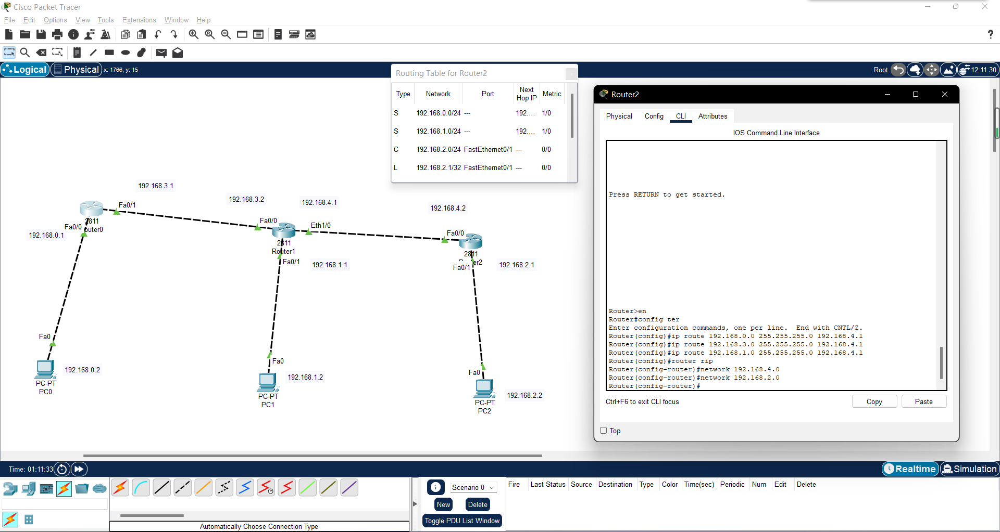 Cisco Packet Tracer
File Edit Options View Tools Extensions Window Help
Logical Physical x: 1766, y: 15
Root 12:11:30
Routing Table for Router2
Type Network Port Next Hop IP Metric
S 192.168.0.0/24 --- 192.... 1/0
S 192.168.1.0/24 --- 192.... 1/0
C 192.168.2.0/24 FastEthernet0/1 --- 0/0
L 192.168.2.1/32 FastEthernet0/1 --- 0/0
192.168.3.1
192.168.3.2
192.168.4.1
192.168.4.2
Fa0/1
Fa0/0
2811
outer0
192.168.0.1
Fa0/0
Eth1/0
2811
Router1
Fa0/1
192.168.1.1
Fa0/0
2811
er2
Fa0/1
192.168.2.1
Fa0
192.168.0.2
PC-PT
PC0
Fa0
192.168.1.2
PC-PT
PC1
Fa0
192.168.2.2
PC-PT
PC2
Router2
Physical Config CLI Attributes
IOS Command Line Interface
Press RETURN to get started.
Router>en
Router#config ter
Enter configuration commands, one per line.  End with CNTL/Z.
Router(config)#ip route 192.168.0.0 255.255.255.0 192.168.4.1
Router(config)#ip route 192.168.3.0 255.255.255.0 192.168.4.1
Router(config)#ip route 192.168.1.0 255.255.255.0 192.168.4.1
Router(config)#router rip
Router(config-router)#network 192.168.4.0
Router(config-router)#network 192.168.2.0
Router(config-router)#
Ctrl+F6 to exit CLI focus
Copy Paste
Top
Time: 01:11:33
Realtime Simulation
Automatically Choose Connection Type
Scenario 0
New Delete
Toggle PDU List Window
Fire Last Status Source Destination Type Color Time(sec) Periodic Num Edit Delete